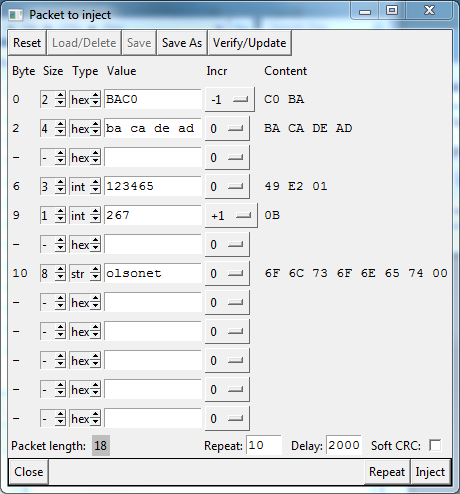 Packet to inject
Reset Load/Delete Save Save As Verify/Update
Byte Size Type Value Incr Content
0 2 hex BAC0 -1 C0 BA
2 4 hex ba ca de ad 0 BA CA DE AD
– - hex 0
6 3 int 123465 0 49 E2 01
9 1 int 267 +1 0B
– - hex 0
10 8 str olsonet 0 6F 6C 73 6F 6E 65 74 00
– - hex 0
– - hex 0
– - hex 0
– - hex 0
– - hex 0
Packet length: 18 Repeat: 10 Delay: 2000 Soft CRC:
Close Repeat Inject